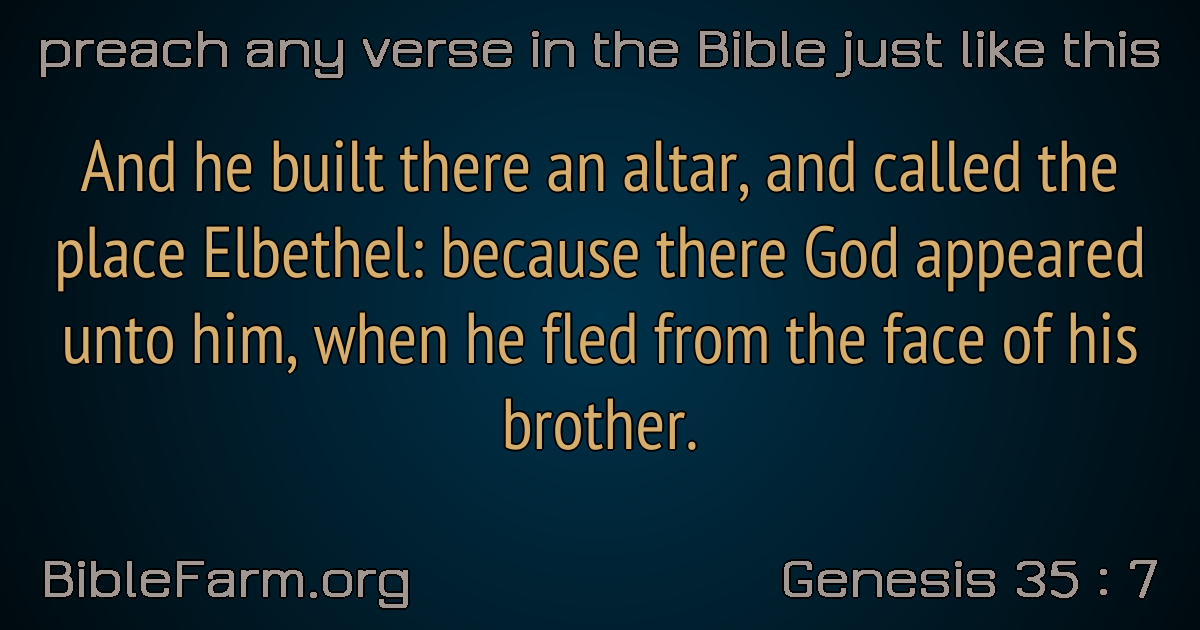 preach any verse in the Bible just like this
And he built there an altar, and called the
place Elbethel: because there God appeared
unto him, when he fled from the face of his
brother.
BibleFarm.org
Genesis 35 : 7